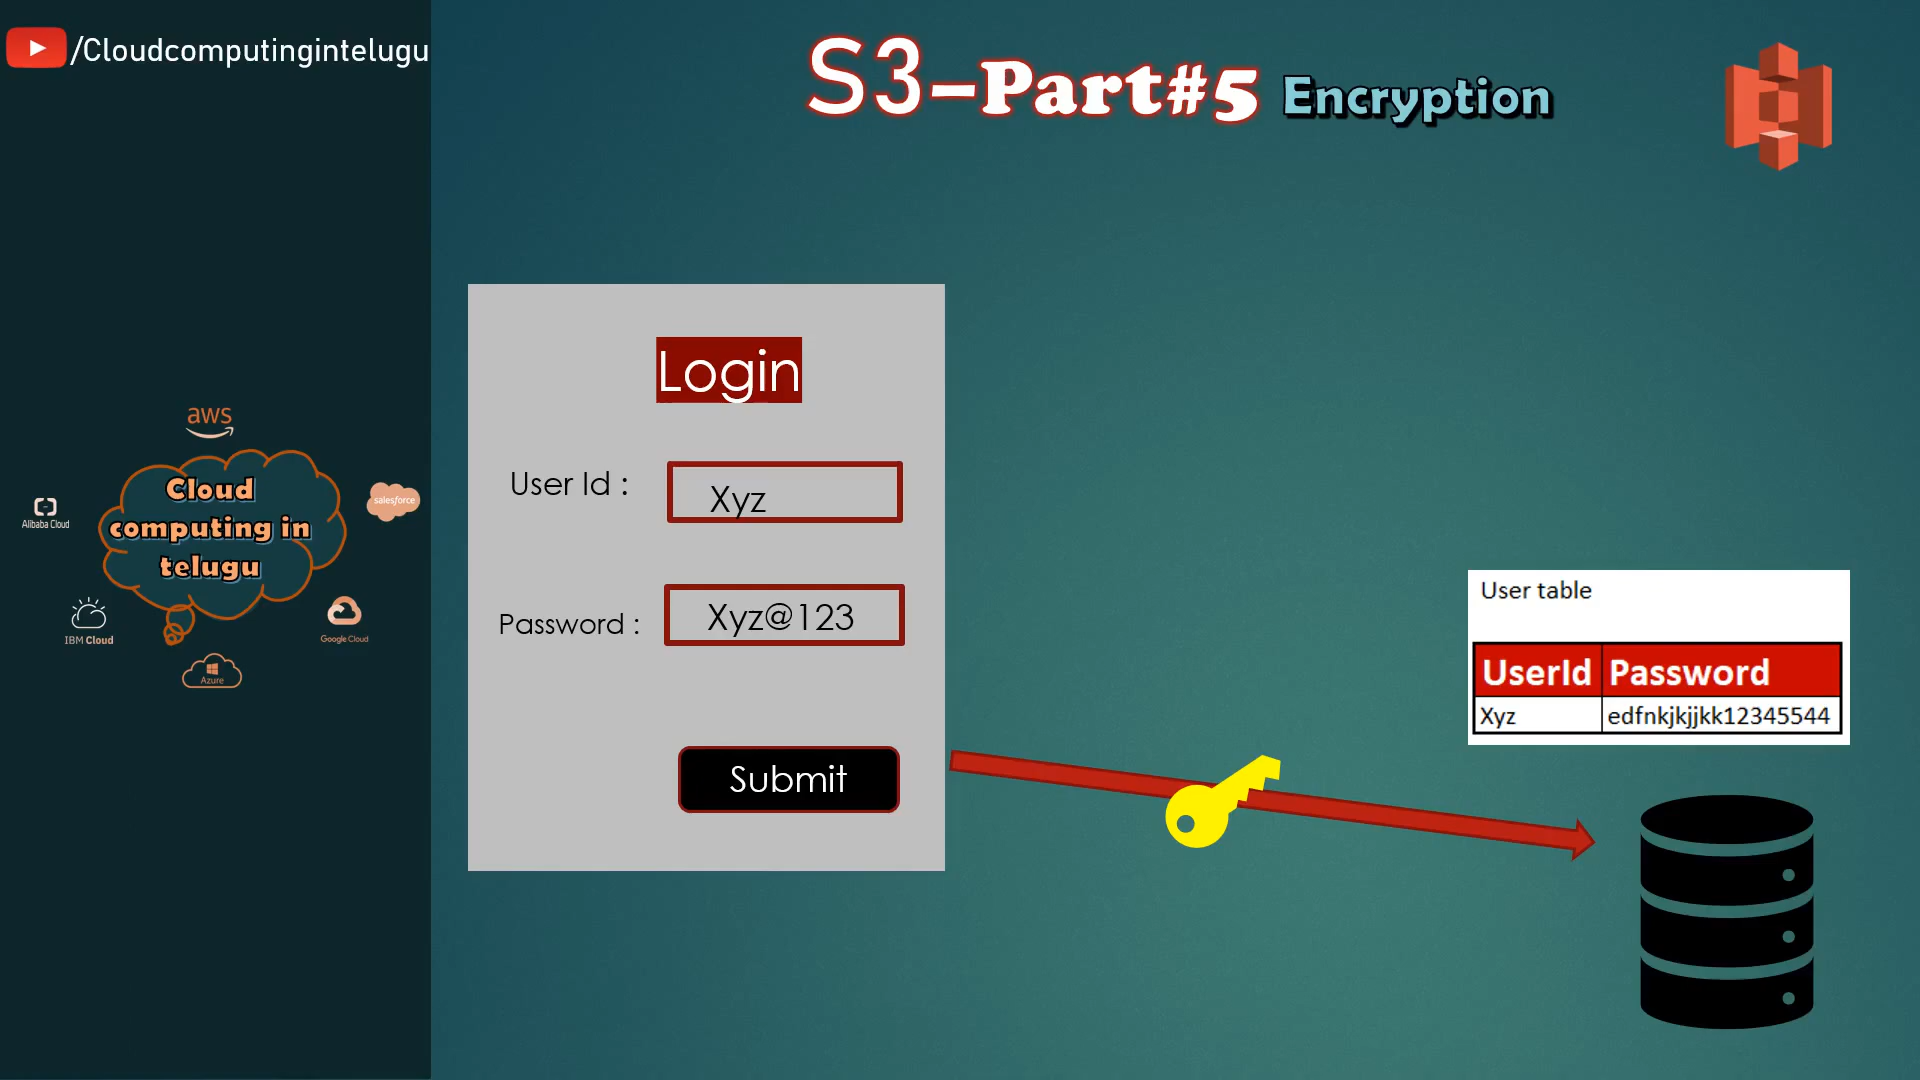 /Cloudcomputingintelugu
S3-Part#5 Encryption
aws
Cloud
computing in
telugu
Alibaba Cloud
salesforce
IBM Cloud
Google Cloud
Azure
Login
User Id :
Xyz
Password :
Xyz@123
Submit
User table
UserId Password
Xyz edfnkjkjjkk12345544